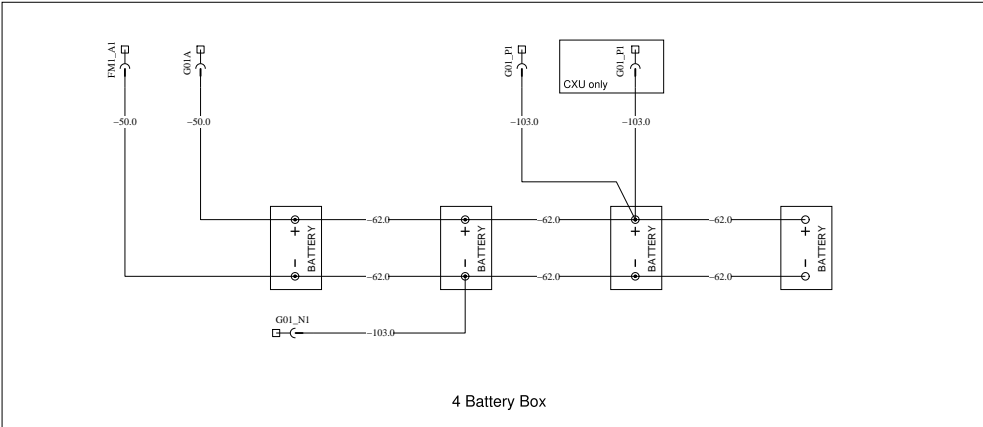 FM1_A1
G01A
G01_P1
G01_P1
CXU only
–50.0
–50.0
–103.0
–103.0
–62.0
–62.0
–62.0
+
+
+
+
BATTERY
BATTERY
BATTERY
BATTERY
–
–
–
–
–62.0
–62.0
–62.0
G01_N1
–103.0
4 Battery Box